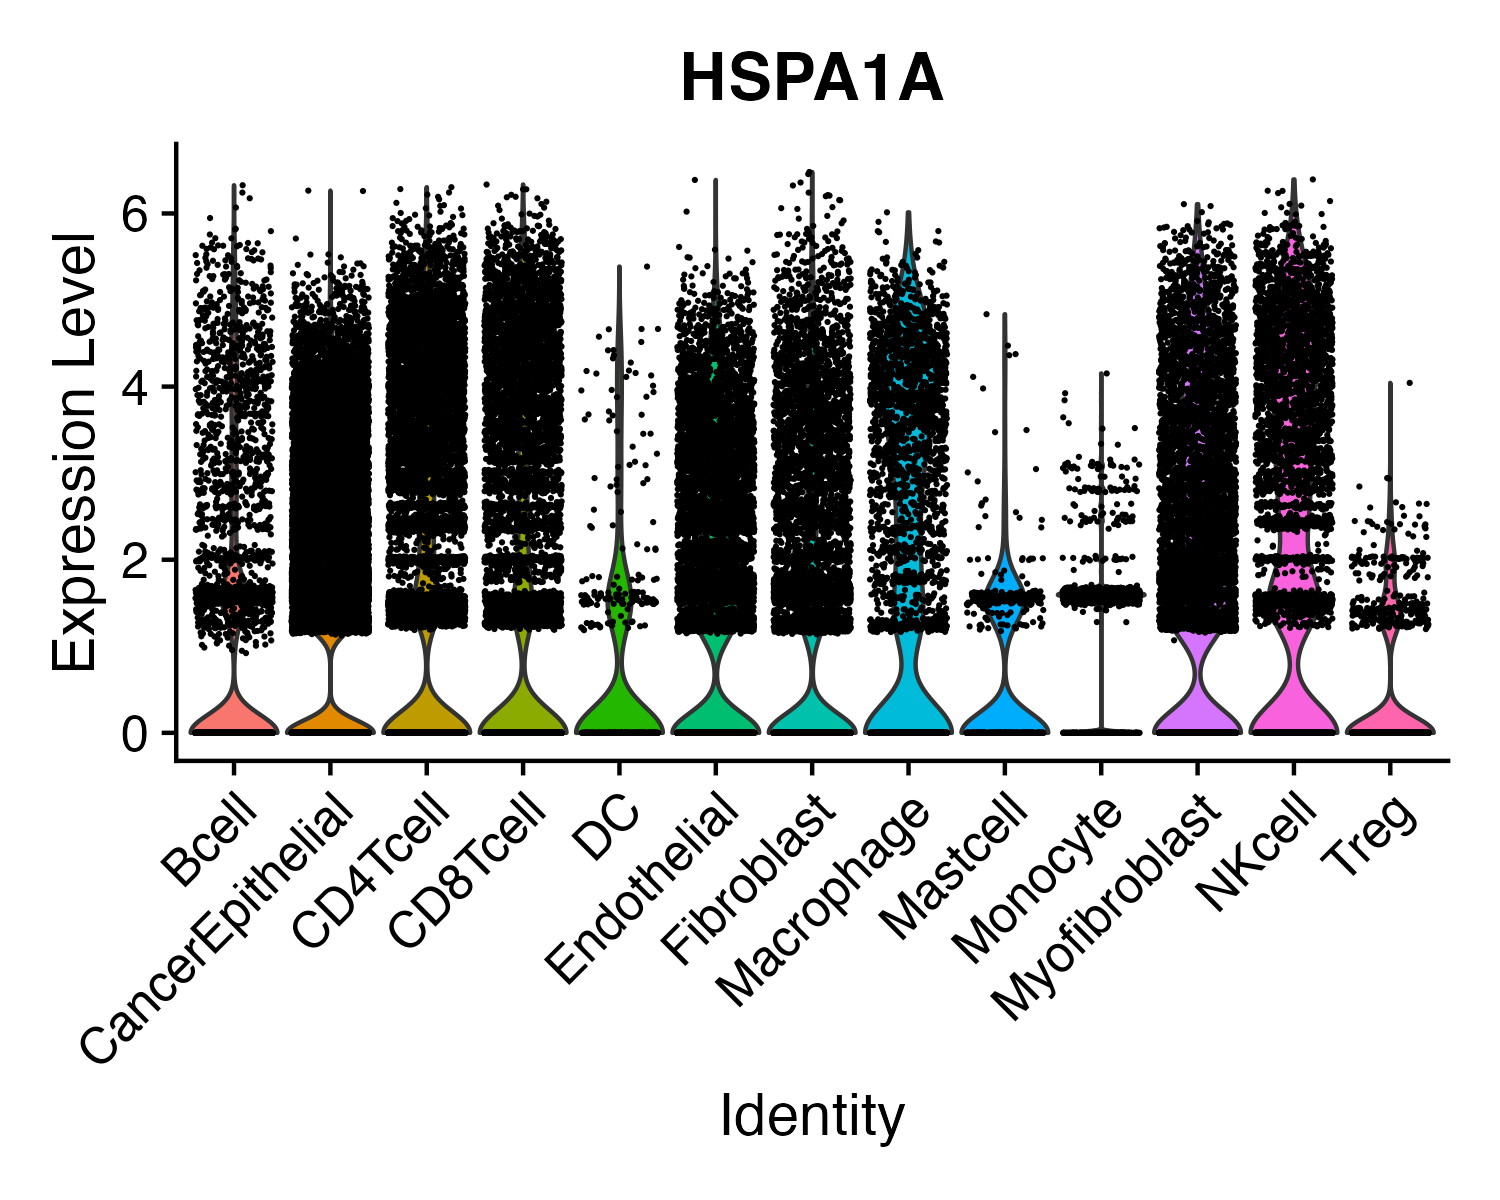 HSPA1A
Expression Level
6
4
2
0
Bcell
CancerEpithelial
CD4Tcell
CD8Tcell
DC
Endothelial
Fibroblast
Macrophage
Mastcell
Monocyte
Myofibroblast
NKcell
Treg
Identity